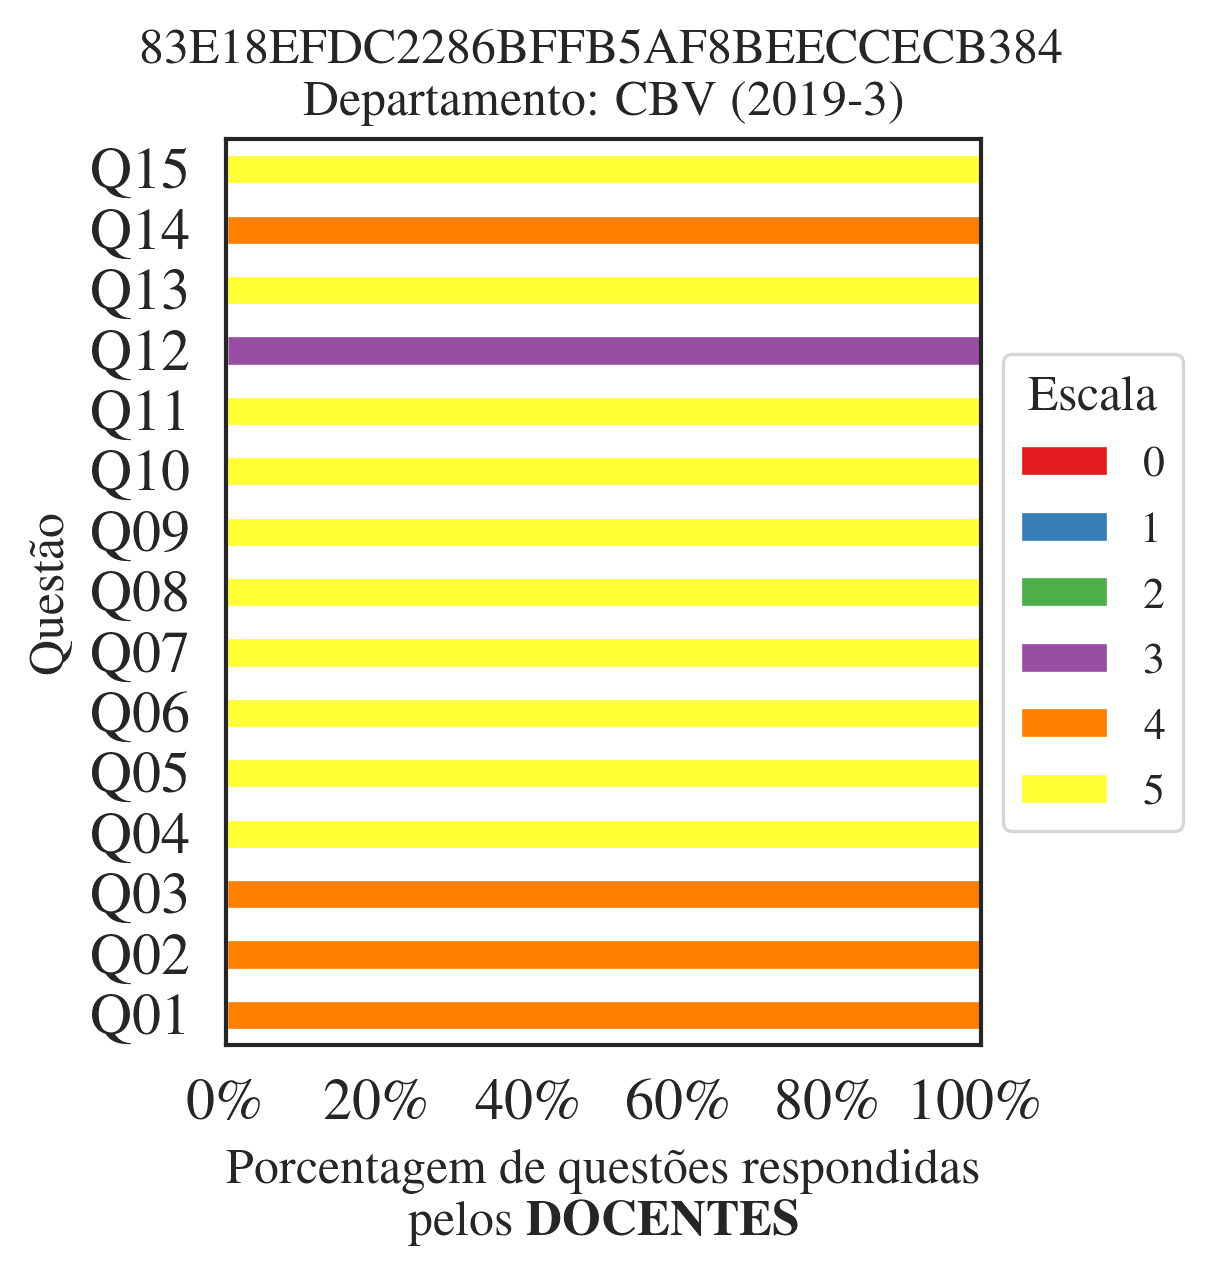 83E18EFDC2286BFFB5AF8BEECCECB384
Departamento: CBV (2019-3)
Questão
Q15
Q14
Q13
Q12
Q11
Q10
Q09
Q08
Q07
Q06
Q05
Q04
Q03
Q02
Q01
0% 20% 40% 60% 80% 100%
Porcentagem de questões respondidas
pelos DOCENTES
Escala
0
1
2
3
4
5